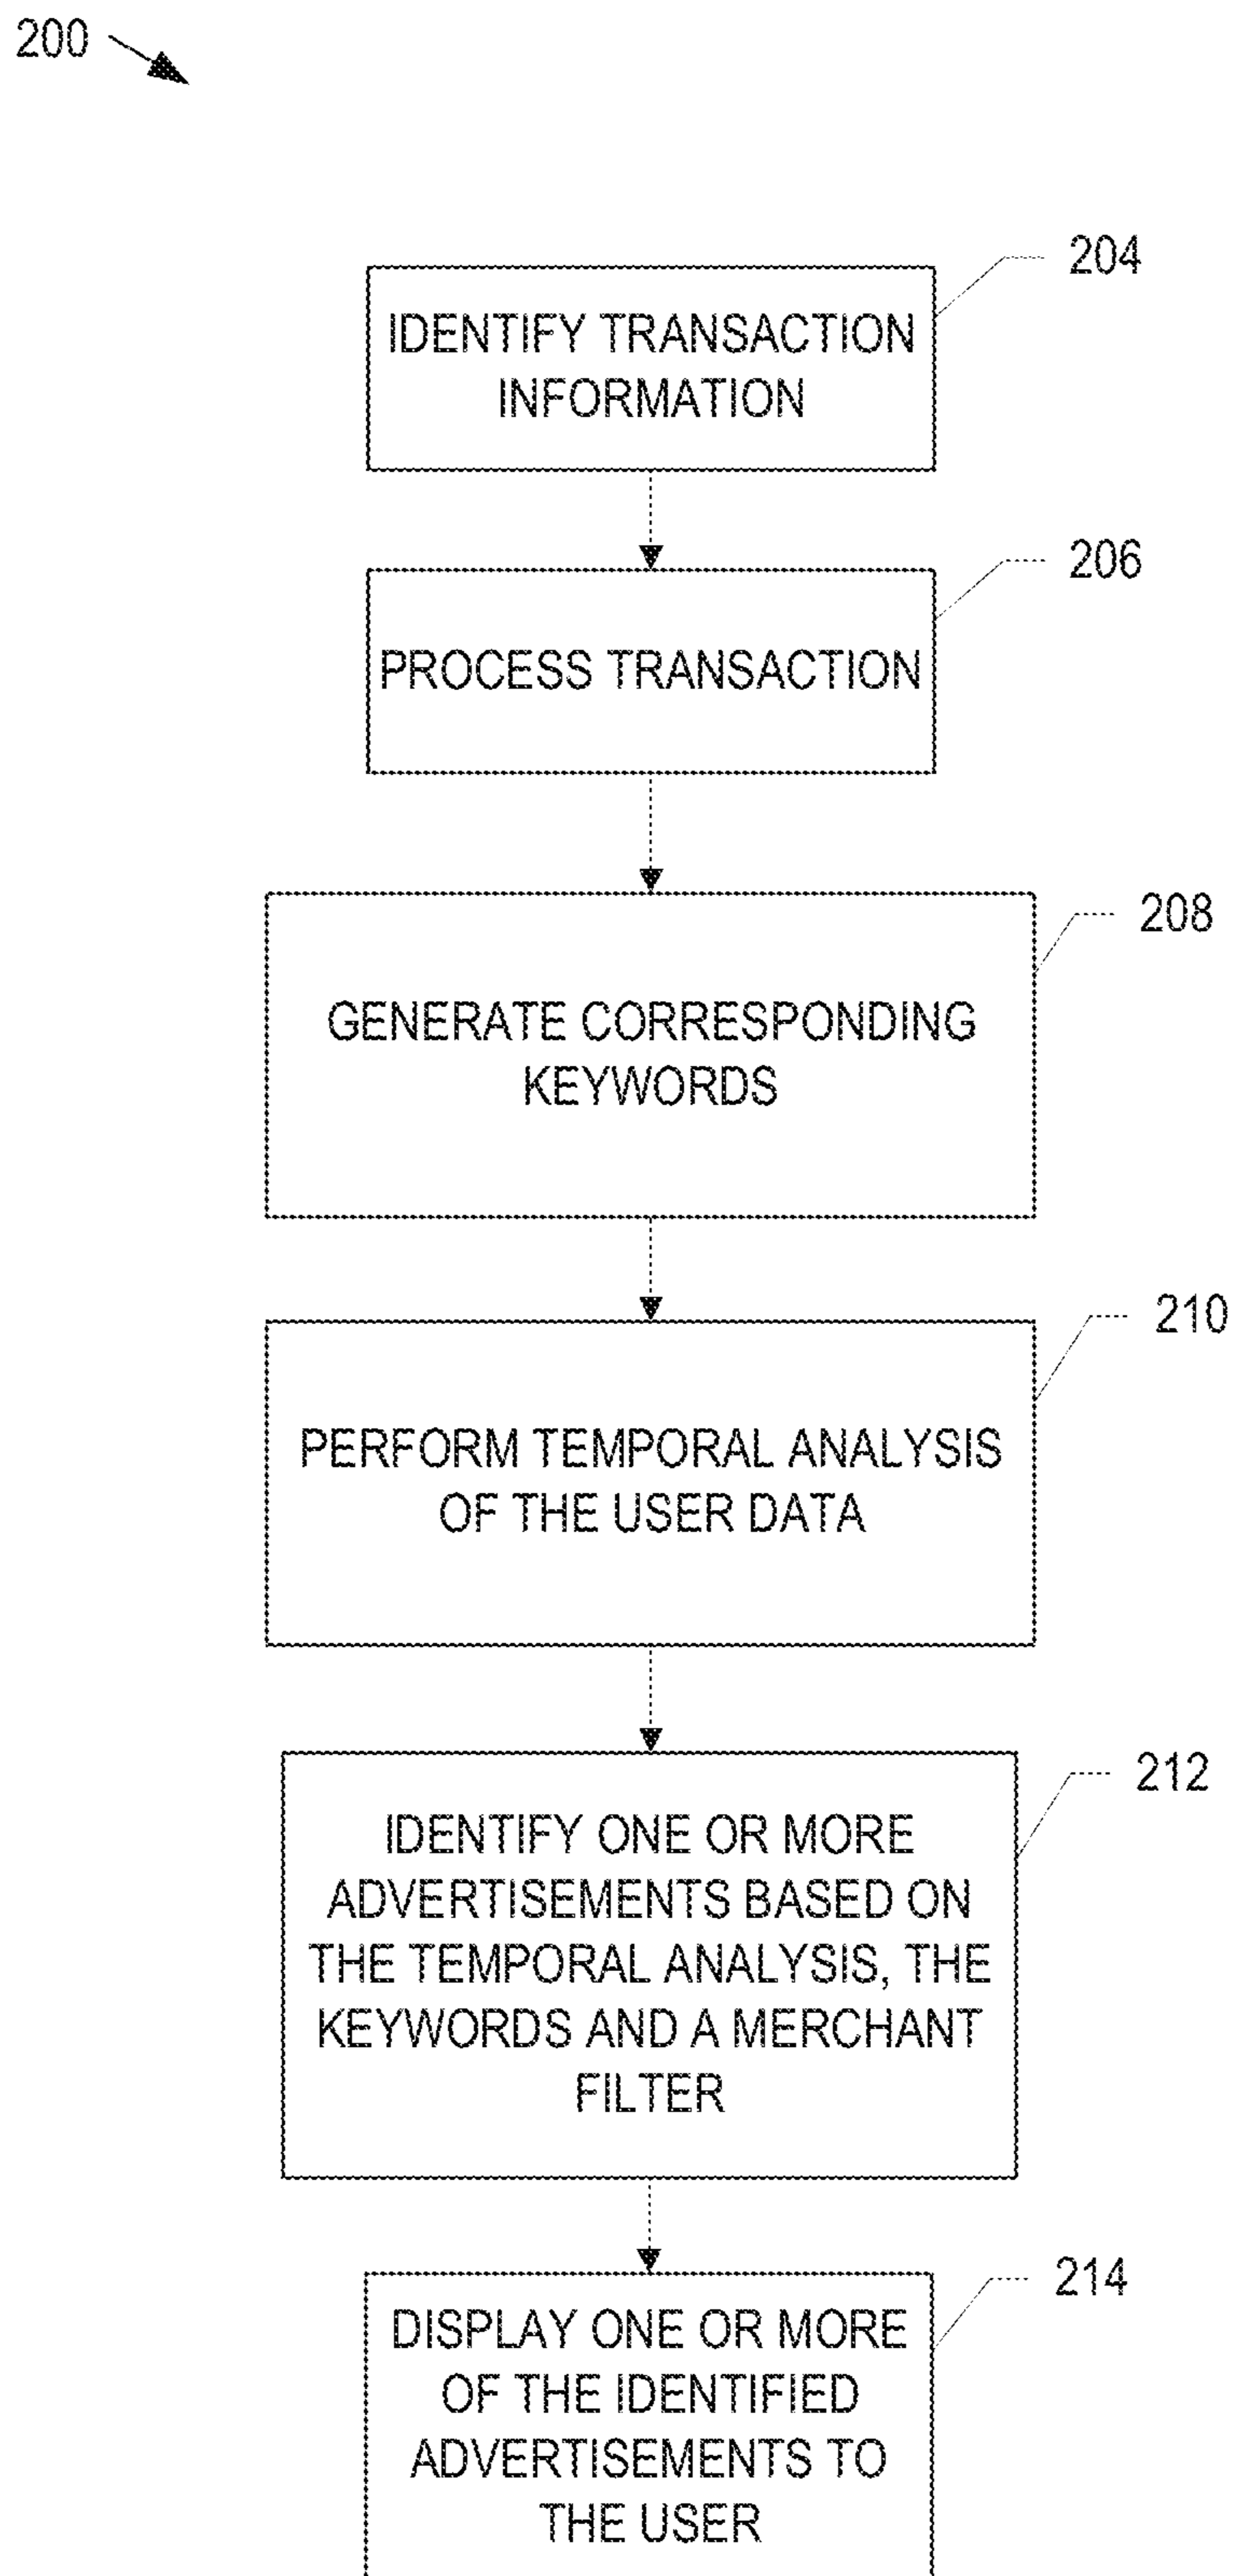 200
204
IDENTIFY TRANSACTION
INFORMATION
206
PROCESS TRANSACTION
208
GENERATE CORRESPONDING
KEYWORDS
210
PERFORM TEMPORAL ANALYSIS
OF THE USER DATA
212
IDENTIFY ONE OR MORE
ADVERTISEMENTS BASED ON
THE TEMPORAL ANALYSIS, THE
KEYWORDS AND A MERCHANT
FILTER
214
DISPLAY ONE OR MORE
OF THE IDENTIFIED
ADVERTISEMENTS TO
THE USER